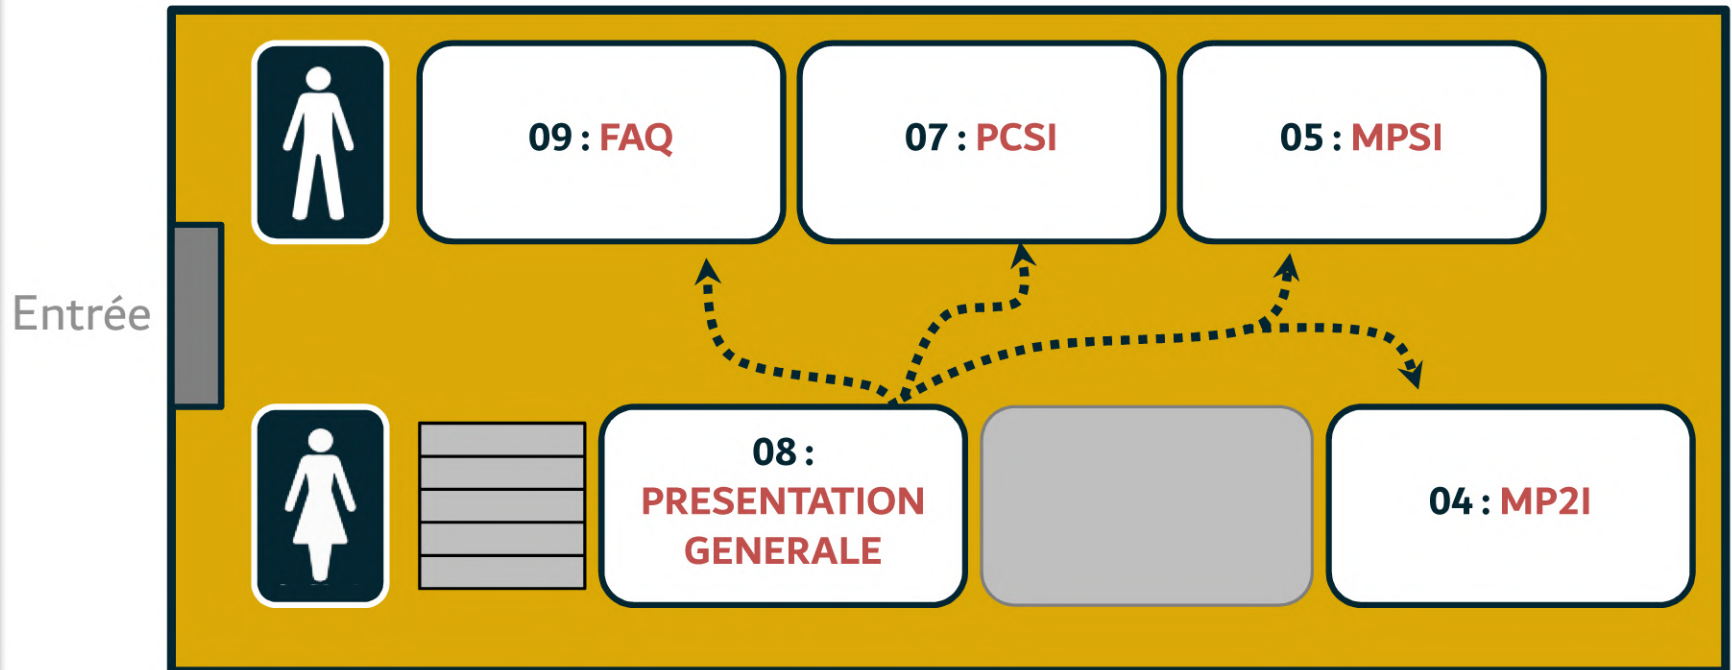 09 : FAQ
07 : PCSI
05 : MPSI
Entrée
08 :
PRESENTATION
GENERALE
04 : MP2I